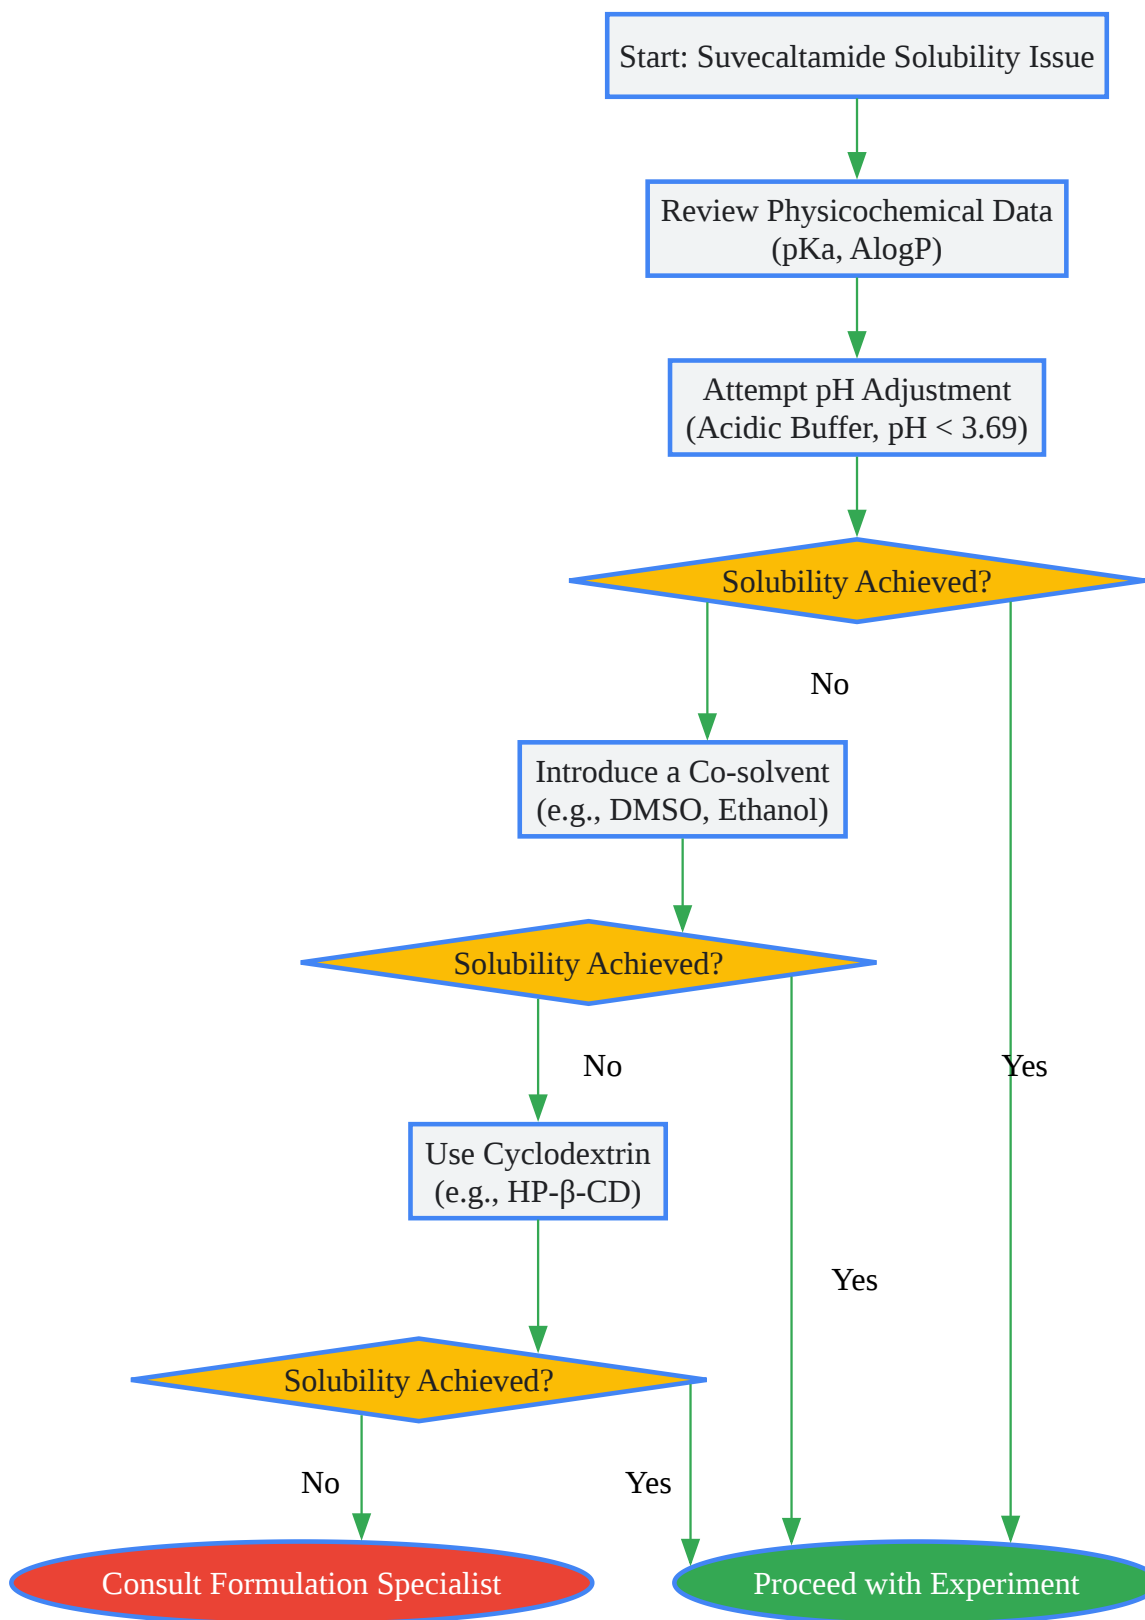 Start: Suvecaltamide Solubility Issue
Review Physicochemical Data
(pKa, AlogP)
Attempt pH Adjustment
(Acidic Buffer, pH < 3.69)
Solubility Achieved?
No
Introduce a Co-solvent
(e.g., DMSO, Ethanol)
Solubility Achieved?
No
Yes
Use Cyclodextrin
(e.g., HP-β-CD)
Yes
Solubility Achieved?
No
Yes
Consult Formulation Specialist
Proceed with Experiment